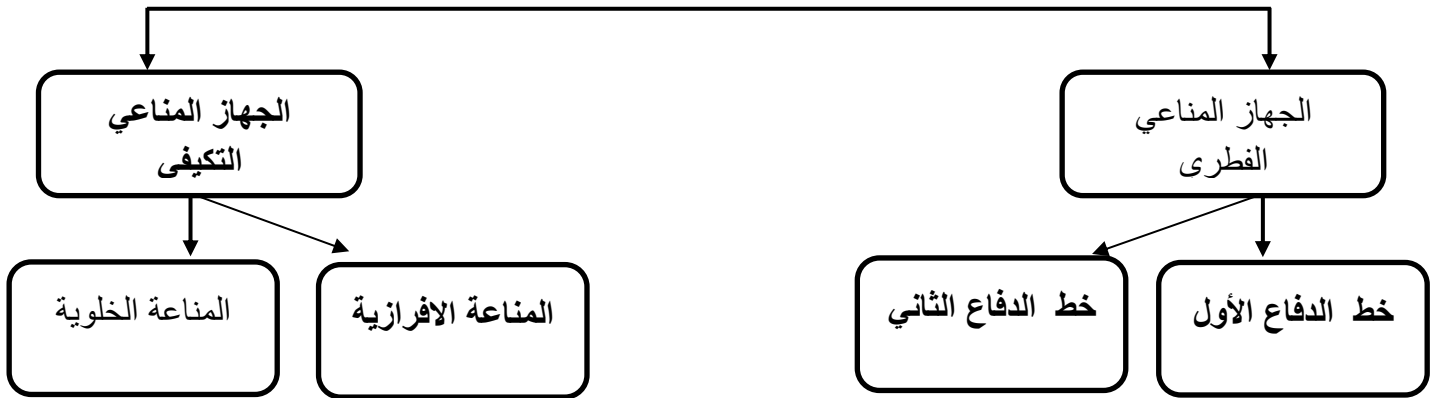 الجهاز المناعي
الفطرى
الجهاز المناعي
التكيفى
خط الدفاع الأول
خط الدفاع الثاني
المناعة الافرازية
المناعة الخلوية